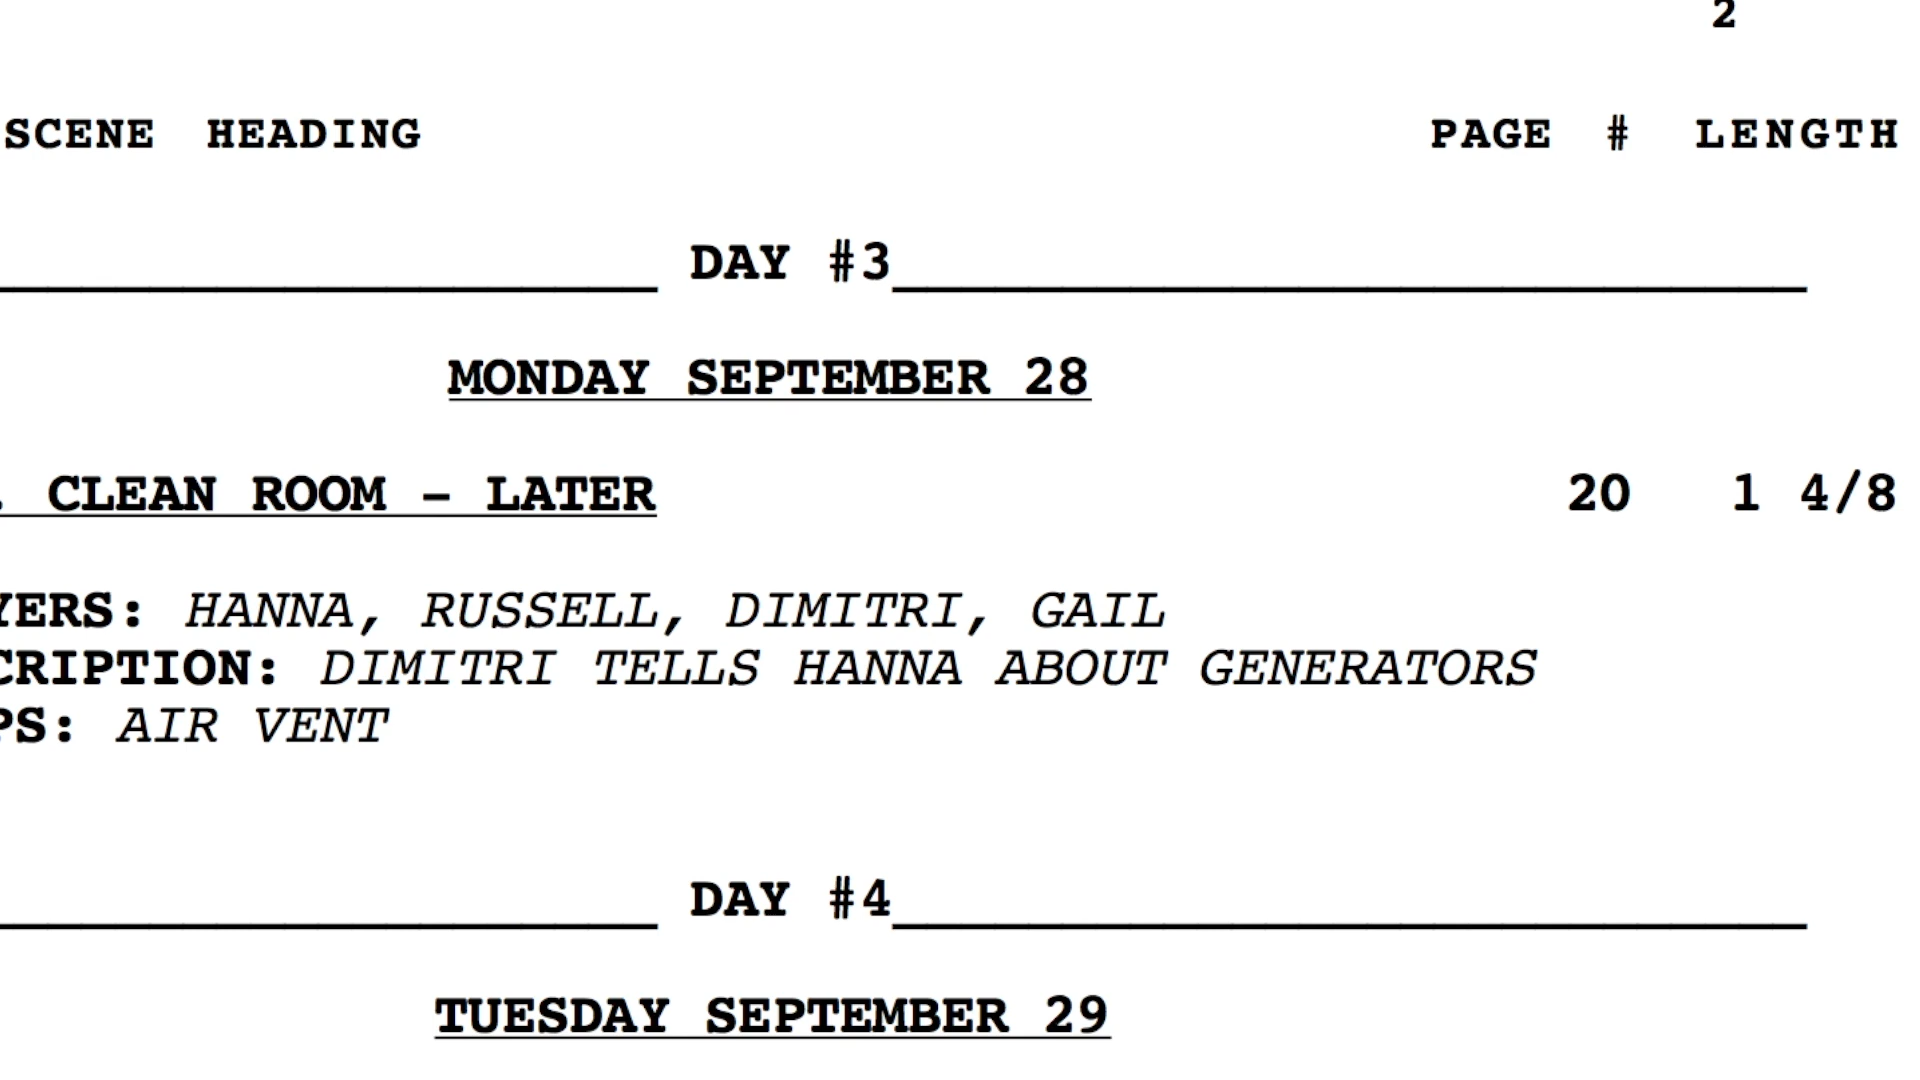 2
SCENE HEADING PAGE # LENGTH
DAY #3
MONDAY SEPTEMBER 28
. CLEAN ROOM – LATER 20 1 4/8
YERS: HANNA, RUSSELL, DIMITRI, GAIL
CRIPTION: DIMITRI TELLS HANNA ABOUT GENERATORS
PS: AIR VENT
DAY #4
TUESDAY SEPTEMBER 29